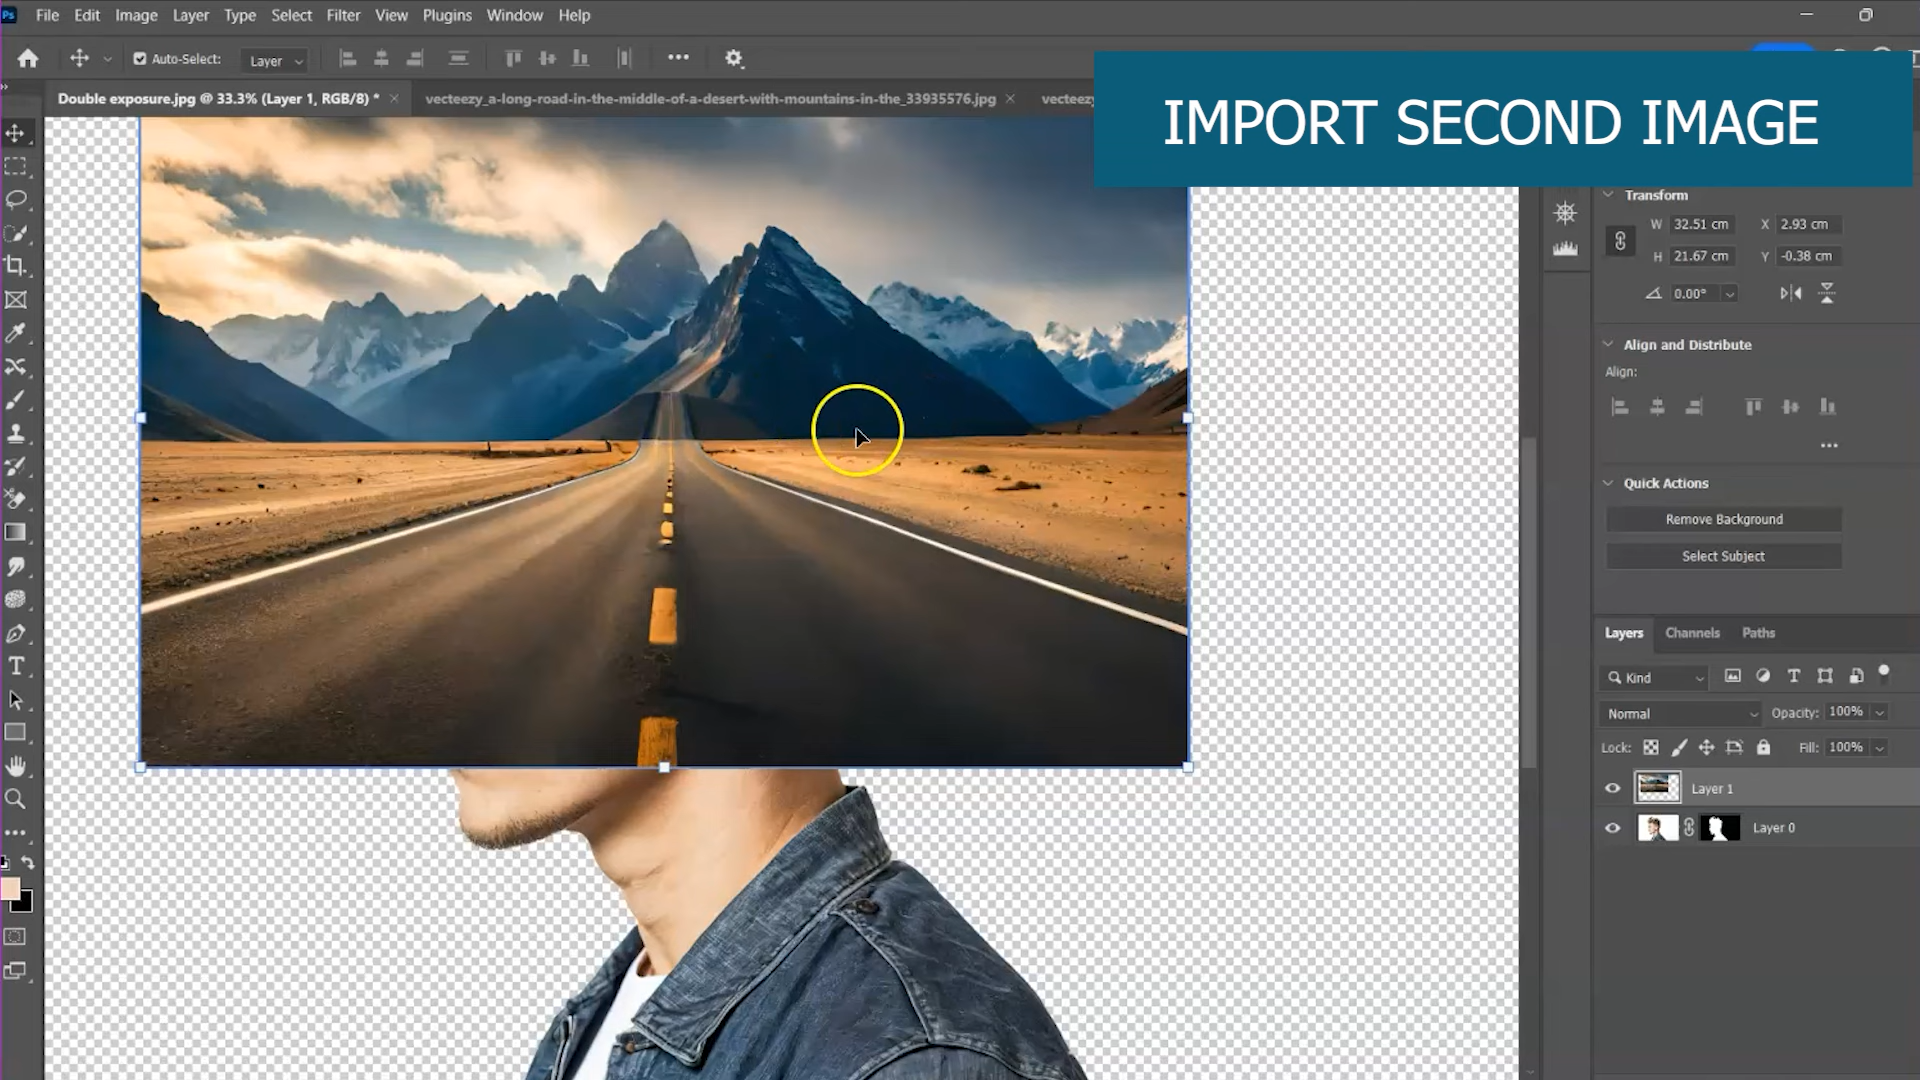 Ps File Edit Image Layer Type Select Filter View Plugins Window Help
Auto-Select: Layer
Double exposure.jpg @ 33.3% (Layer 1, RGB/8) *
vecteezy_a-long-road-in-the-middle-of-a-desert-with-mountains-in-the_33935576.jpg
vecteezy
IMPORT SECOND IMAGE
Transform
W 32.51 cm X 2.93 cm
H 21.67 cm Y -0.38 cm
0.00°
Align and Distribute
Align:
Quick Actions
Remove Background
Select Subject
Layers Channels Paths
Kind
Normal Opacity: 100%
Lock: Fill: 100%
Layer 1
Layer 0